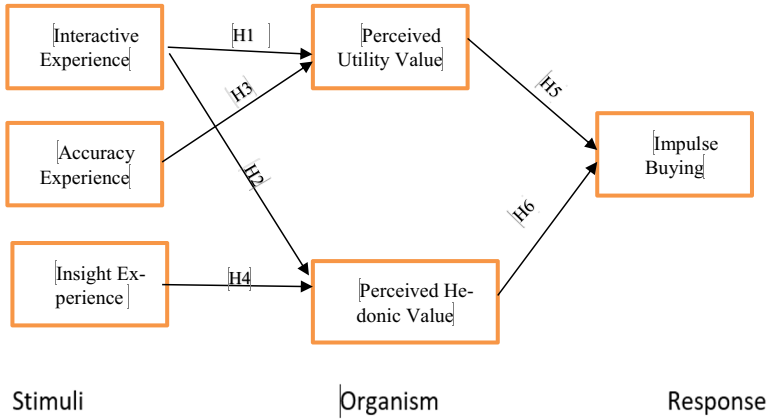 Interactive
Experience
H1
Perceived
Utility Value
H3
H5
Accuracy
Experience
H2
Impulse
Buying
H6
Insight Ex-
perience
H4
Perceived He-
donic Value
Stimuli
Organism
Response